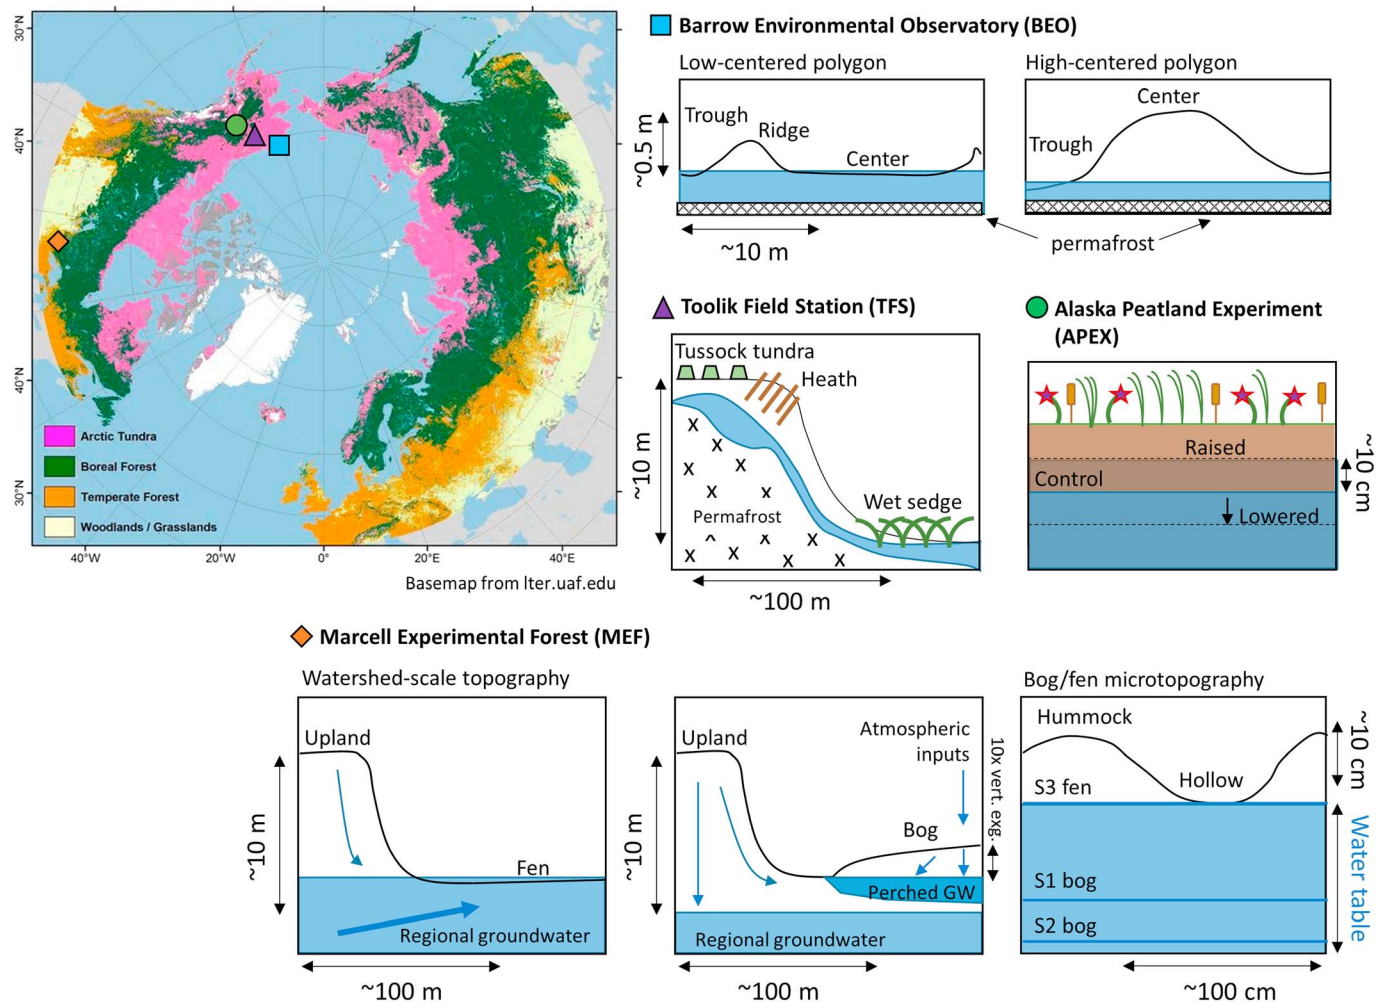 30°N
40°N
40°N
30°N
Arctic Tundra
Boreal Forest
Temperate Forest
Woodlands / Grasslands
40°W
20°W
0°
20°E
40°E
Basemap from lter.uaf.edu
Barrow Environmental Observatory (BEO)
Low-centered polygon
High-centered polygon
~0.5 m
Trough
Ridge
Center
Trough
Center
~10 m
permafrost
Toolik Field Station (TFS)
~10 m
Tussock tundra
Heath
Permafrost
Wet sedge
~100 m
Alaska Peatland Experiment
(APEX)
Raised
Control
Lowered
~10 cm
Marcell Experimental Forest (MEF)
Watershed-scale topography
~10 m
Upland
Fen
Regional groundwater
~100 m
~10 m
Upland
Atmospheric
inputs
Bog
10x vert. exg.
Perched GW
Regional groundwater
~100 m
Bog/fen microtopography
Hummock
Hollow
S3 fen
S1 bog
S2 bog
~10 cm
Water table
~100 cm